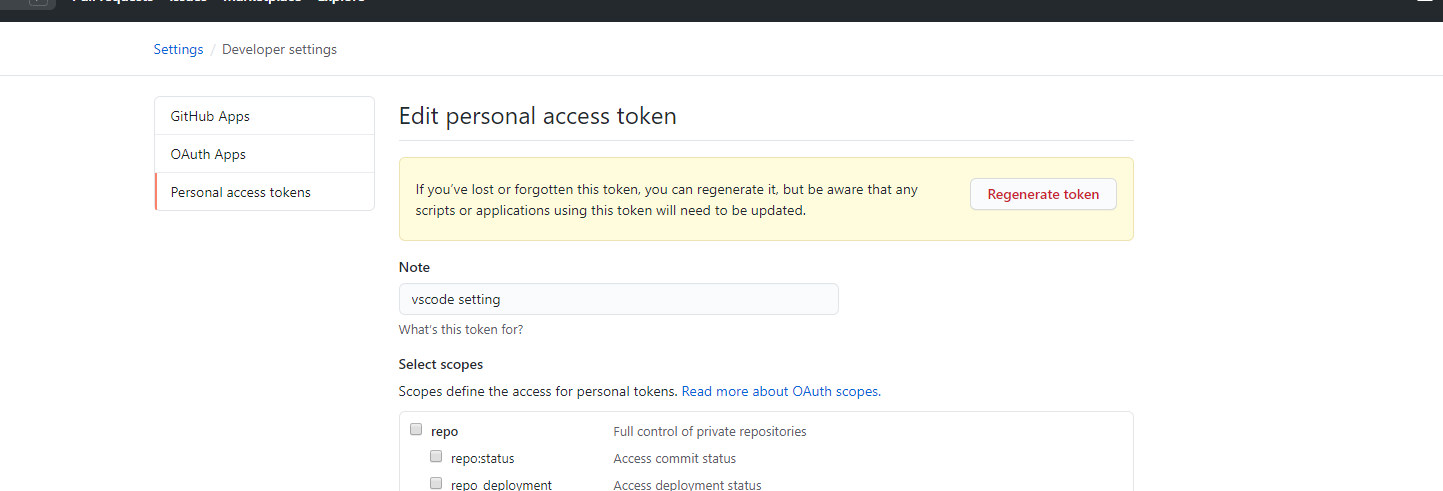 Pull requests Issues Marketplace Explore
Settings / Developer settings
GitHub Apps
OAuth Apps
Personal access tokens
Edit personal access token
If you've lost or forgotten this token, you can regenerate it, but be aware that any
scripts or applications using this token will need to be updated.
Regenerate token
Note
vscode setting
What's this token for?
Select scopes
Scopes define the access for personal tokens. Read more about OAuth scopes.
repo Full control of private repositories
repo:status Access commit status
repo_deployment Access deployment status